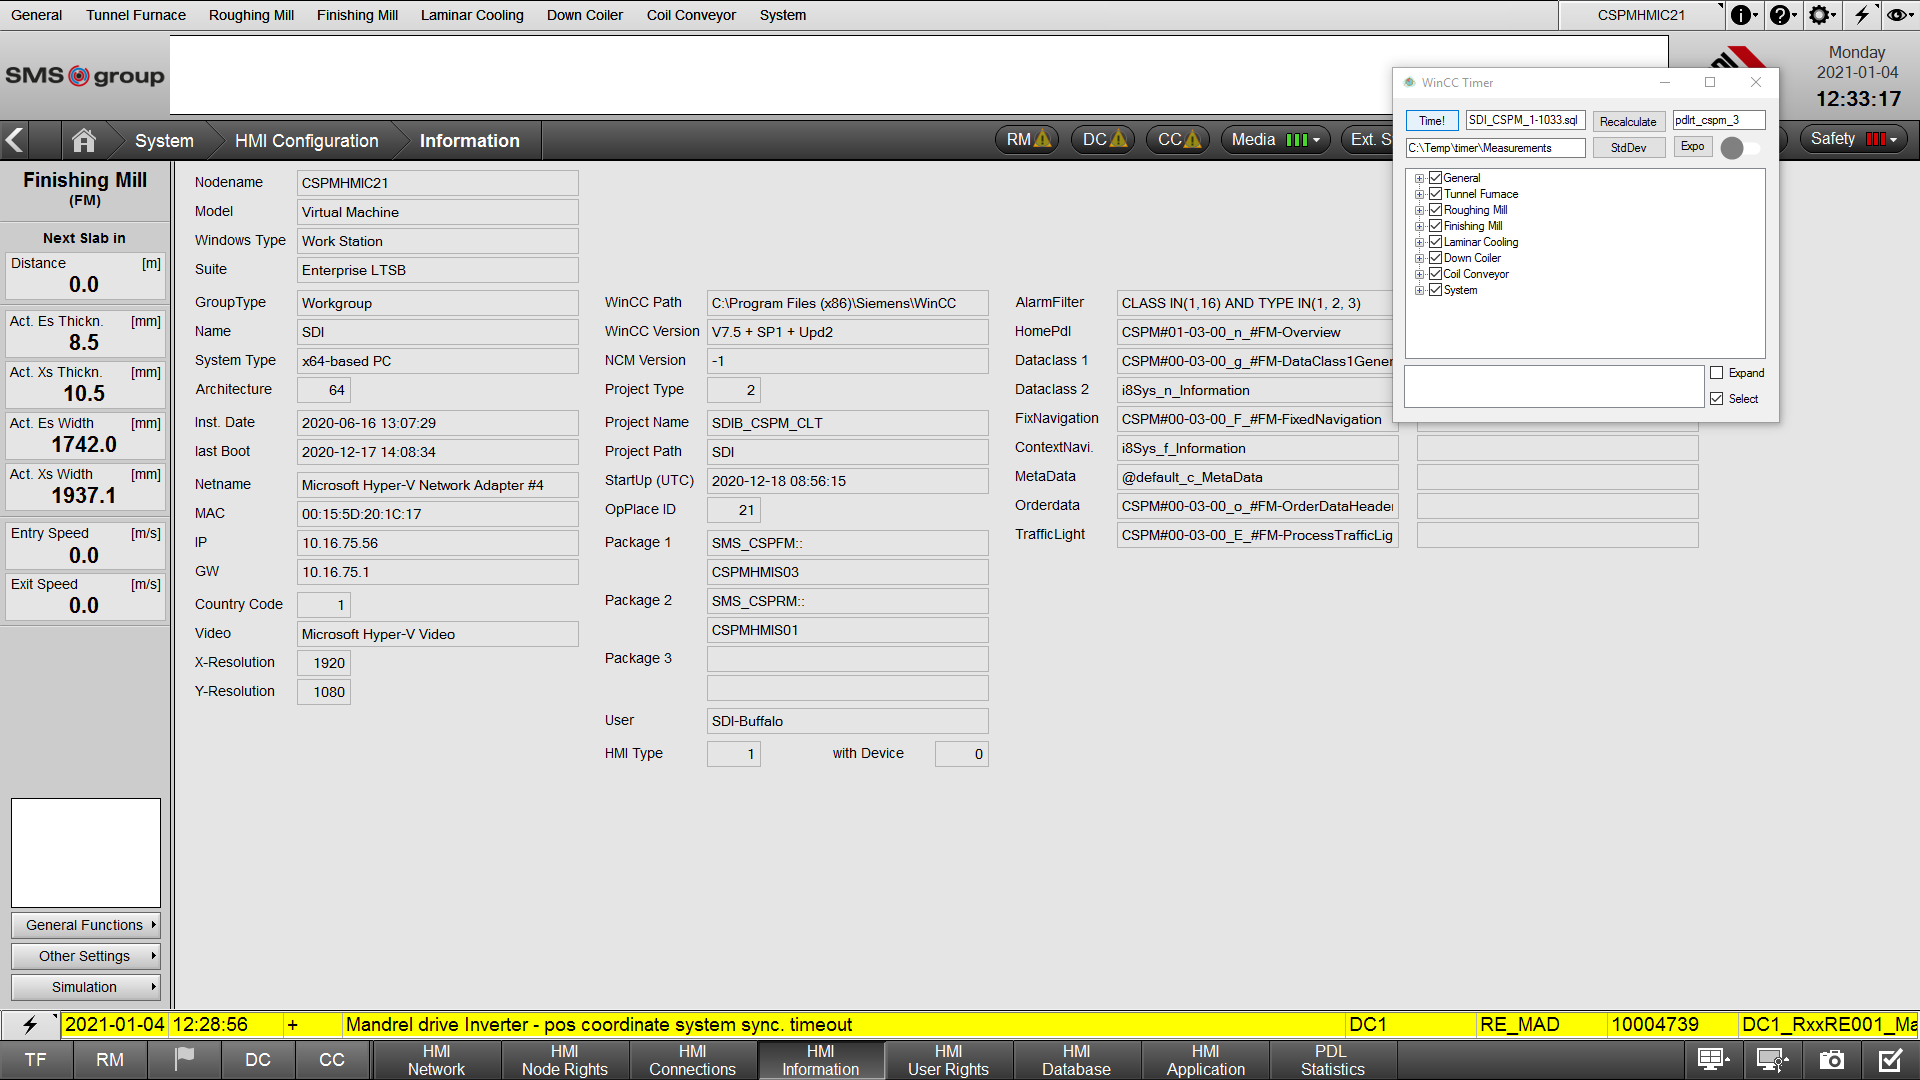 General Tunnel Furnace Roughing Mill Finishing Mill Laminar Cooling Down Coiler Coil Conveyor System CSPMHMIC21
SMS group
Monday
2021-01-04
12:33:17
System HMI Configuration Information RM DC CC Media Ext. S Safety
WinCC Timer
Time! SDI_CSPM_1-1033.sql Recalculate pdlrt_cspm_3
C:\Temp\timer\Measurements StdDev Expo
General
Tunnel Furnace
Roughing Mill
Finishing Mill
Laminar Cooling
Down Coiler
Coil Conveyor
System
Expand
Select
Finishing Mill
(FM)
Next Slab in
Distance [m]
0.0
Act. Es Thickn. [mm]
8.5
Act. Xs Thickn. [mm]
10.5
Act. Es Width [mm]
1742.0
Act. Xs Width [mm]
1937.1
Entry Speed [m/s]
0.0
Exit Speed [m/s]
0.0
General Functions
Other Settings
Simulation
Nodename CSPMHMIC21
Model Virtual Machine
Windows Type Work Station
Suite Enterprise LTSB
GroupType Workgroup
Name SDI
System Type x64-based PC
Architecture 64
Inst. Date 2020-06-16 13:07:29
last Boot 2020-12-17 14:08:34
Netname Microsoft Hyper-V Network Adapter #4
MAC 00:15:5D:20:1C:17
IP 10.16.75.56
GW 10.16.75.1
Country Code 1
Video Microsoft Hyper-V Video
X-Resolution 1920
Y-Resolution 1080
WinCC Path C:\Program Files (x86)\Siemens\WinCC
WinCC Version V7.5 + SP1 + Upd2
NCM Version -1
Project Type 2
Project Name SDIB_CSPM_CLT
Project Path SDI
StartUp (UTC) 2020-12-18 08:56:15
OpPlace ID 21
Package 1 SMS_CSPFM::
CSPMHMIS03
Package 2 SMS_CSPRM::
CSPMHMIS01
Package 3
User SDI-Buffalo
HMI Type 1 with Device 0
AlarmFilter CLASS IN(1,16) AND TYPE IN(1, 2, 3)
HomePdl CSPM#01-03-00_n_#FM-Overview
Dataclass 1 CSPM#00-03-00_g_#FM-DataClass1Gener
Dataclass 2 i8Sys_n_Information
FixNavigation CSPM#00-03-00_F_#FM-FixedNavigation
ContextNavi. i8Sys_f_Information
MetaData @default_c_MetaData
Orderdata CSPM#00-03-00_o_#FM-OrderDataHeader
TrafficLight CSPM#00-03-00_E_#FM-ProcessTrafficLig
2021-01-04 12:28:56 + Mandrel drive Inverter - pos coordinate system sync. timeout DC1 RE_MAD 10004739 DC1_RxxRE001_Ma
TF RM DC CC HMI Network HMI Node Rights HMI Connections HMI Information HMI User Rights HMI Database HMI Application PDL Statistics